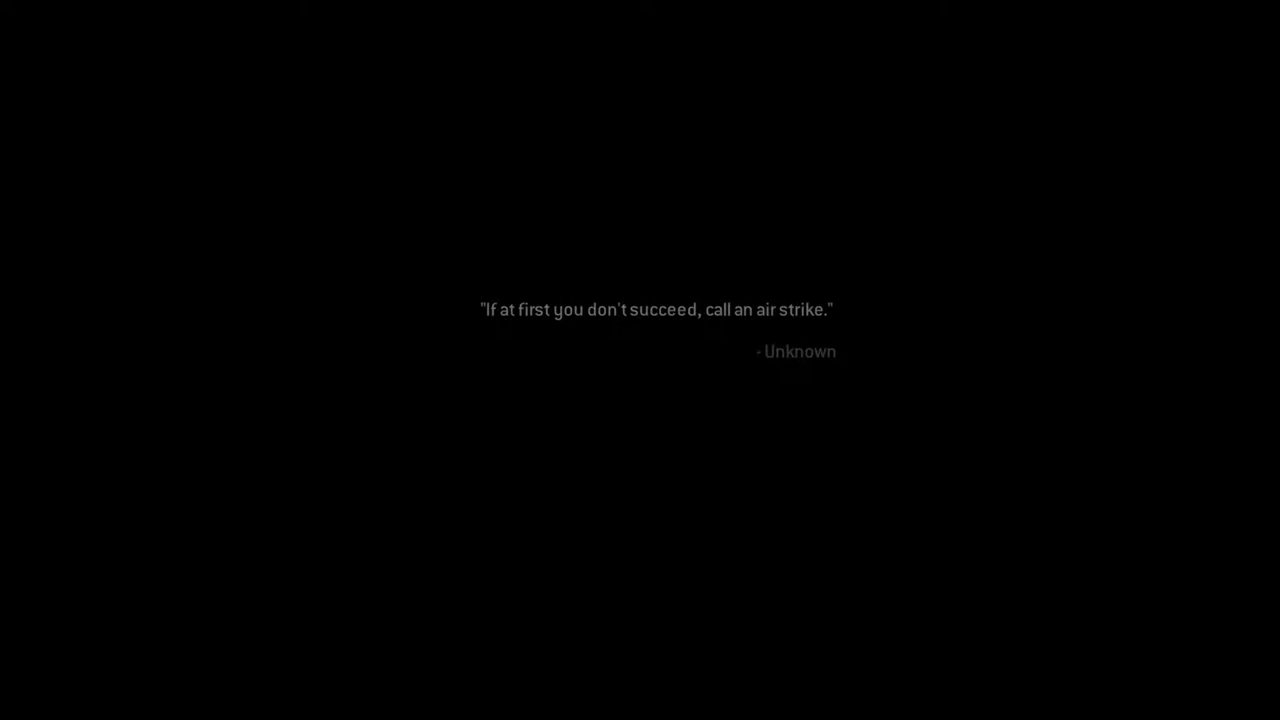 "If at first you don't succeed, call an air strike."
- Unknown